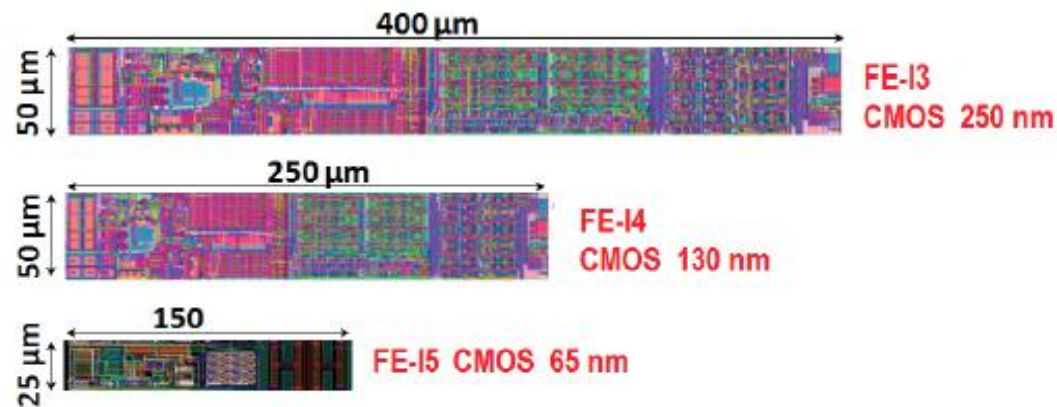 400 µm
50 µm
FE-I3
CMOS 250 nm
250 µm
50 µm
FE-I4
CMOS 130 nm
150
25 µm
FE-I5 CMOS 65 nm